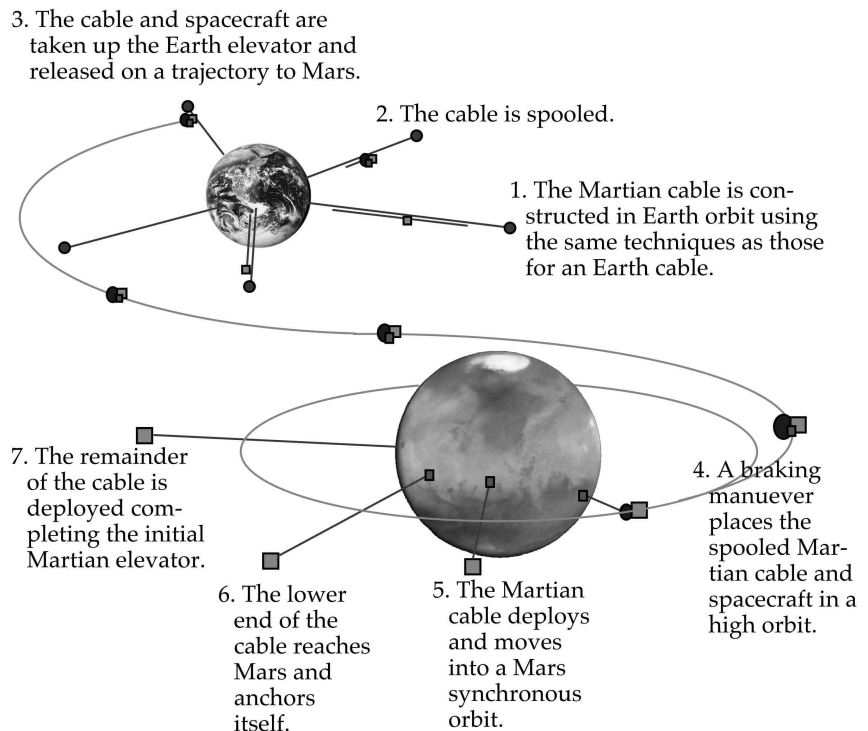 3. The cable and spacecraft are
taken up the Earth elevator and
released on a trajectory to Mars.
2. The cable is spooled.
1. The Martian cable is con-
structed in Earth orbit using
the same techniques as those
for an Earth cable.
7. The remainder
of the cable is
deployed com-
pleting the initial
Martian elevator.
6. The lower
end of the
cable reaches
Mars and
anchors
itself.
5. The Martian
cable deploys
and moves
into a Mars
synchronous
orbit.
4. A braking
manuever
places the
spooled Mar-
tian cable and
spacecraft in a
high orbit.